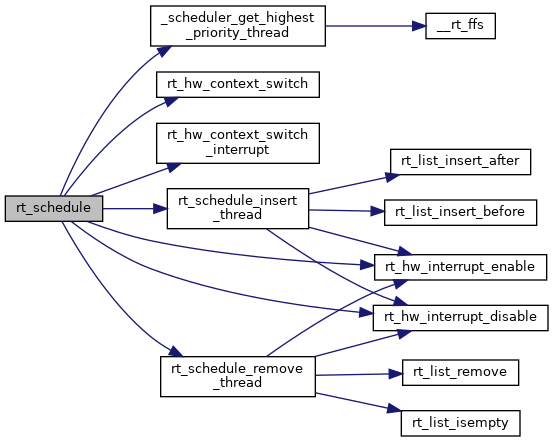 _scheduler_get_highest
_priority_thread
__rt_ffs
rt_hw_context_switch
rt_hw_context_switch
_interrupt
rt_list_insert_after
rt_schedule
rt_schedule_insert
_thread
rt_list_insert_before
rt_hw_interrupt_enable
rt_hw_interrupt_disable
rt_schedule_remove
_thread
rt_list_remove
rt_list_isempty